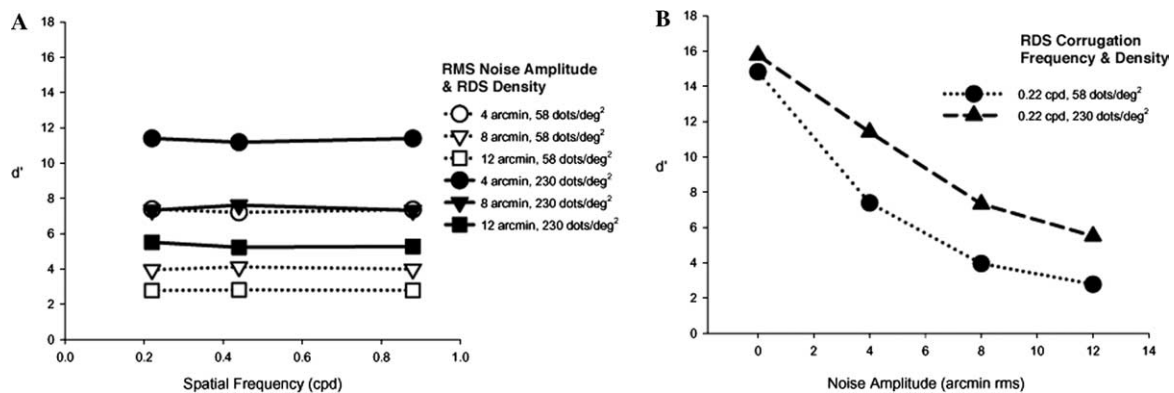 A
18
16
14
12
10
8
6
4
2
0
d'
0.0 0.2 0.4 0.6 0.8 1.0
Spatial Frequency (cpd)
RMS Noise Amplitude
& RDS Density
4 arcmin, 58 dots/deg²
8 arcmin, 58 dots/deg²
12 arcmin, 58 dots/deg²
4 arcmin, 230 dots/deg²
8 arcmin, 230 dots/deg²
12 arcmin, 230 dots/deg²
B
18
16
14
12
10
8
6
4
2
0
d'
0 2 4 6 8 10 12 14
Noise Amplitude (arcmin rms)
RDS Corrugation
Frequency & Density
0.22 cpd, 58 dots/deg²
0.22 cpd, 230 dots/deg²